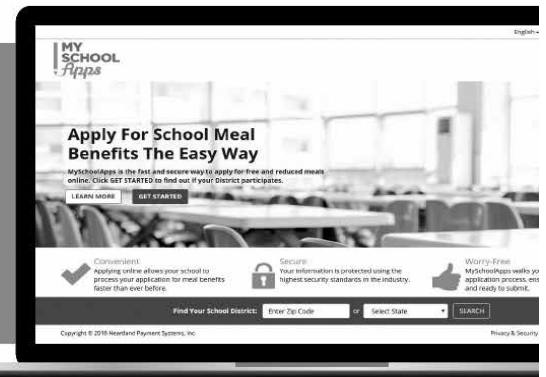 English
MY
SCHOOL
Apps
Apply For School Meal
Benefits The Easy Way
MySchoolApps is the fast and secure way to apply for free and reduced meals
online. Click GET STARTED to find out if your District participates.
LEARN MORE GET STARTED
Convenient
Applying online allows your school to
process your application for meal benefits
faster than ever before.
Secure
Your information is protected using the
highest security standards in the industry.
Worry-Free
MySchoolApps walks yo
application process, ens
and ready to submit.
Find Your School District: Enter Zip Code or Select State SEARCH
Copyright © 2016 Heartland Payment Systems, Inc. Privacy & Security